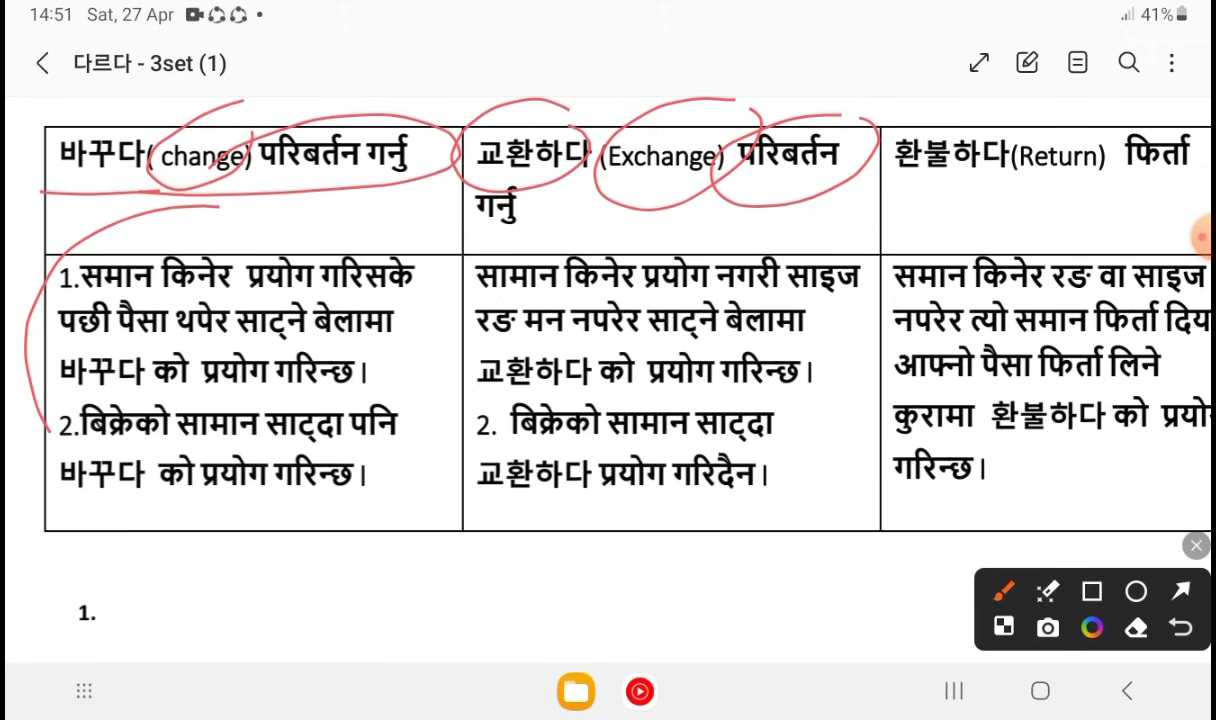 14:51 Sat, 27 Apr
41%
다르다 - 3set (1)
바꾸다( change) परिबर्तन गर्नु
교환하다 (Exchange) परिबर्तन
गर्नु
환불하다(Return) फिर्ता
1.समान किनेर प्रयोग गरिसके
पछी पैसा थपेर साट्ने बेलामा
바꾸다 को प्रयोग गरिन्छ।
2.बिक्रेको सामान साट्दा पनि
바꾸다 को प्रयोग गरिन्छ।
सामान किनेर प्रयोग नगरी साइज
रङ मन नपरेर साट्ने बेलामा
교환하다 को प्रयोग गरिन्छ।
2. बिक्रेको सामान साट्दा
교환하다 प्रयोग गरिदैन।
समान किनेर रङ वा साइज
नपरेर त्यो समान फिर्ता दिय
आफ्नो पैसा फिर्ता लिने
कुरामा 환불하다 को प्रयो
गरिन्छ।
1.